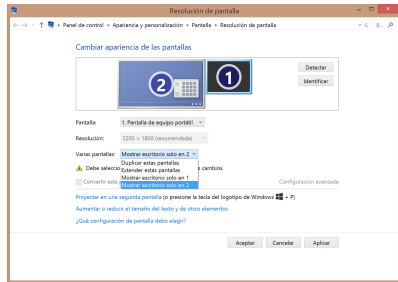 Resolución de pantalla
Panel de control ▸ Apariencia y personalización ▸ Pantalla ▸ Resolución de pantalla
Cambiar apariencia de las pantallas
2
1
Detectar
Identificar
Pantalla: 1. Pantalla de equipo portátil
Resolución: 3200 × 1800 (recomendada)
Varias pantallas: Mostrar escritorio solo en 2
Duplicar estas pantallas
Extender estas pantallas
Mostrar escritorio solo en 1
Mostrar escritorio solo en 2
Debe selecci cambios.
Convertir esta
Configuración avanzada
Proyectar en una segunda pantalla (o presione la tecla del logotipo de Windows + P)
Aumentar o reducir el tamaño del texto y de otros elementos
¿Qué configuración de pantalla debo elegir?
Aceptar Cancelar Aplicar